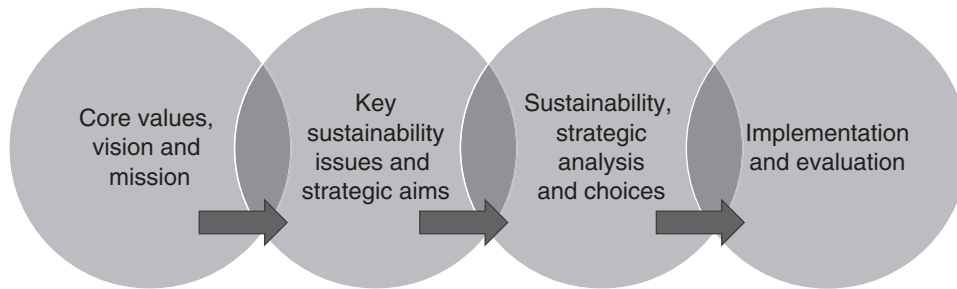 Core values,
vision and
mission
Key
sustainability
issues and
strategic aims
Sustainability,
strategic
analysis
and choices
Implementation
and evaluation